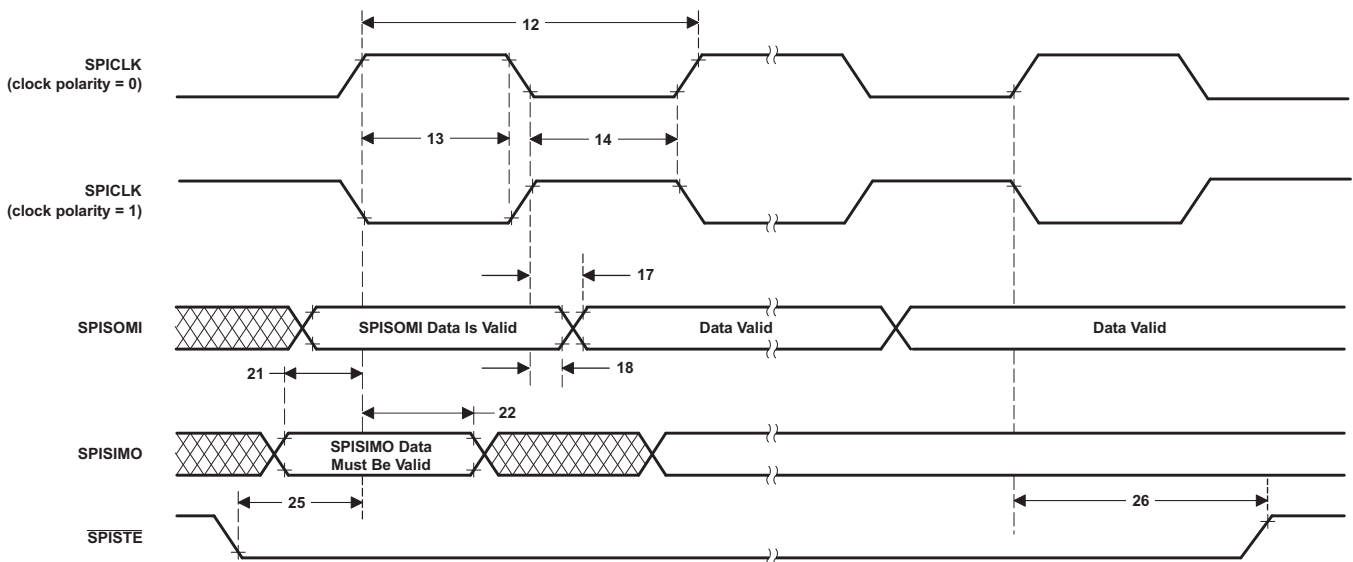 12
SPICLK
(clock polarity = 0)
13
14
SPICLK
(clock polarity = 1)
17
SPISOMI
SPISOMI Data Is Valid
Data Valid
Data Valid
21
18
22
SPISIMO
SPISIMO Data
Must Be Valid
25
26
SPISTE